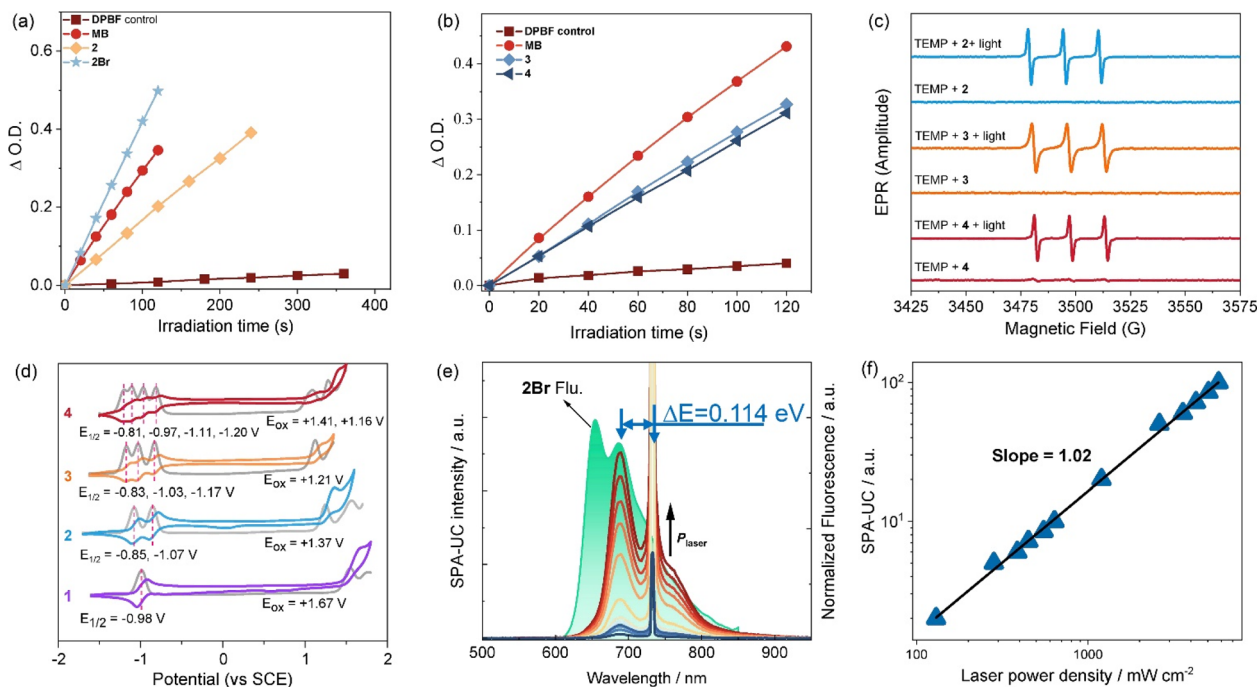 (a)
DPBF control
MB
2
2Br
0.6
0.4
0.2
0.0
Δ O.D.
0
100
200
300
400
Irradiation time (s)
(b)
DPBF control
MB
3
4
0.4
0.3
0.2
0.1
0.0
Δ O.D.
0
20
40
60
80
100
120
Irradiation time (s)
(c)
TEMP + 2+ light
TEMP + 2
TEMP + 3 + light
TEMP + 3
TEMP + 4 + light
TEMP + 4
EPR (Amplitude)
3425
3450
3475
3500
3525
3550
3575
Magnetic Field (G)
(d)
4
E1/2 = -0.81, -0.97, -1.11, -1.20 V
Eox = +1.41, +1.16 V
3
E1/2 = -0.83, -1.03, -1.17 V
Eox = +1.21 V
2
E1/2 = -0.85, -1.07 V
Eox = +1.37 V
1
E1/2 = -0.98 V
Eox = +1.67 V
-2
-1
0
1
2
Potential (vs SCE)
(e)
2Br Flu.
ΔE=0.114 eV
Plaser
SPA-UC intensity / a.u.
Normalized Fluorescence / a.u.
500
600
700
800
900
Wavelength / nm
(f)
Slope = 1.02
SPA-UC / a.u.
10²
10¹
100
1000
Laser power density / mW cm⁻²